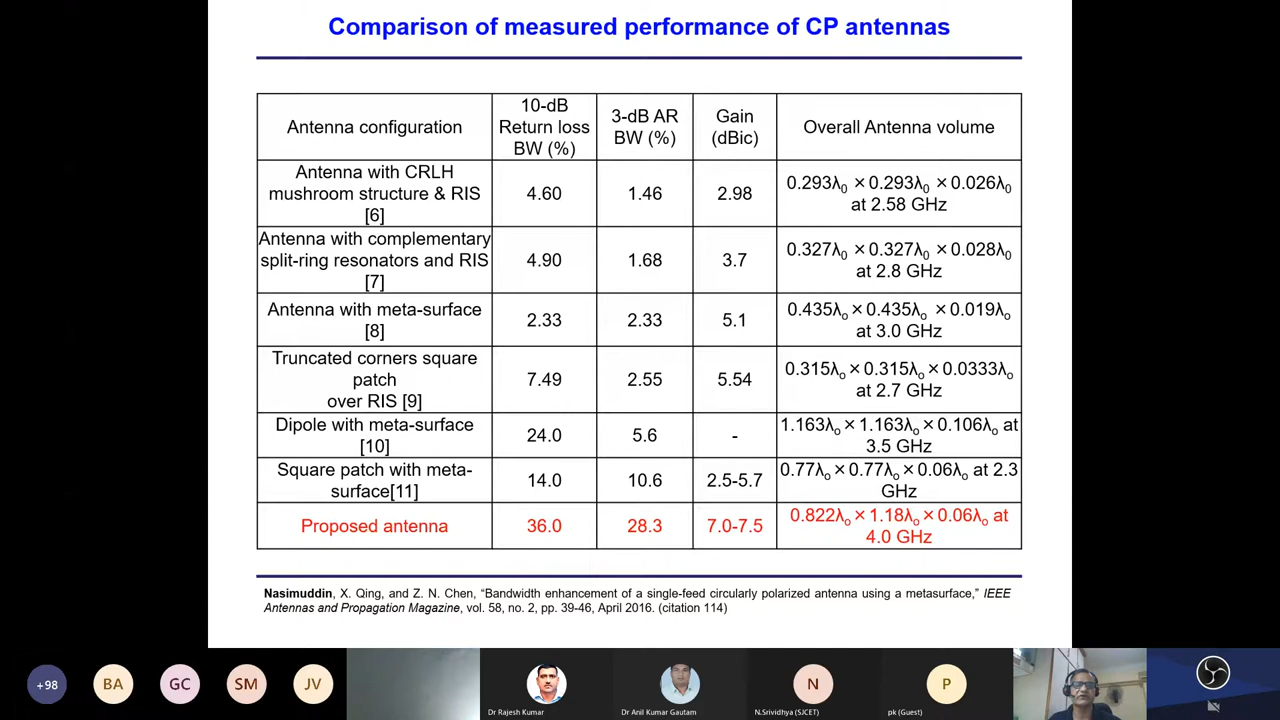 Comparison of measured performance of CP antennas
Antenna configuration
10-dB
Return loss
BW (%)
3-dB AR
BW (%)
Gain
(dBic)
Overall Antenna volume
Antenna with CRLH
mushroom structure & RIS
[6]
4.60
1.46
2.98
0.293λ0 ×0.293λ0 ×0.026λ0
at 2.58 GHz
Antenna with complementary
split-ring resonators and RIS
[7]
4.90
1.68
3.7
0.327λ0 ×0.327λ0 ×0.028λ0
at 2.8 GHz
Antenna with meta-surface
[8]
2.33
2.33
5.1
0.435λo×0.435λo ×0.019λo
at 3.0 GHz
Truncated corners square
patch
over RIS [9]
7.49
2.55
5.54
0.315λo×0.315λo×0.0333λo
at 2.7 GHz
Dipole with meta-surface
[10]
24.0
5.6
-
1.163λo×1.163λo×0.106λo at
3.5 GHz
Square patch with meta-
surface[11]
14.0
10.6
2.5-5.7
0.77λo×0.77λo×0.06λo at 2.3
GHz
Proposed antenna
36.0
28.3
7.0-7.5
0.822λo×1.18λo×0.06λo at
4.0 GHz
Nasimuddin, X. Qing, and Z. N. Chen, “Bandwidth enhancement of a single-feed circularly polarized antenna using a metasurface,” IEEE
Antennas and Propagation Magazine, vol. 58, no. 2, pp. 39-46, April 2016. (citation 114)
+98
BA
GC
SM
JV
Dr Rajesh Kumar
Dr Anil Kumar Gautam
N
N.Srividhya (SJCET)
P
pk (Guest)